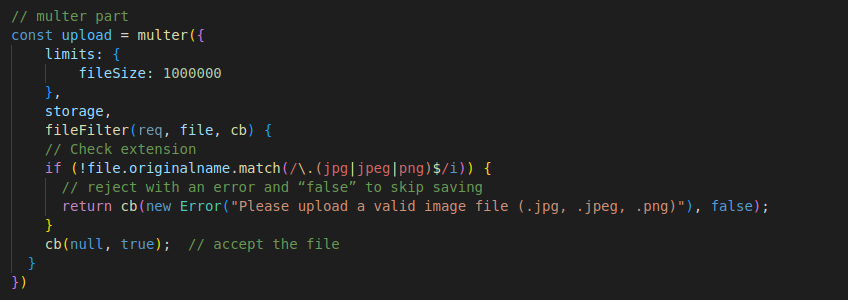 // multer part
const upload = multer({
    limits: {
        fileSize: 1000000
    },
    storage,
    fileFilter(req, file, cb) {
    // Check extension
    if (!file.originalname.match(/\.(jpg|jpeg|png)$/i)) {
      // reject with an error and “false” to skip saving
      return cb(new Error("Please upload a valid image file (.jpg, .jpeg, .png)"), false);
    }
    cb(null, true);  // accept the file
  }
})